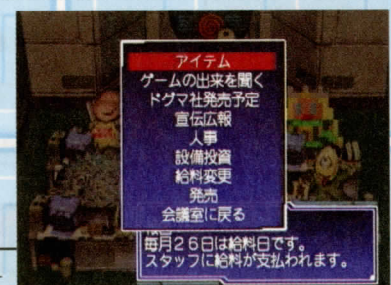 アイテム
ゲームの出来を聞く
ドグマ社発売予定
宣伝広報
人事
設備投資
給料変更
発売
会議室に戻る
毎月２６日は給料日です。
スタッフに給料が支払われます。